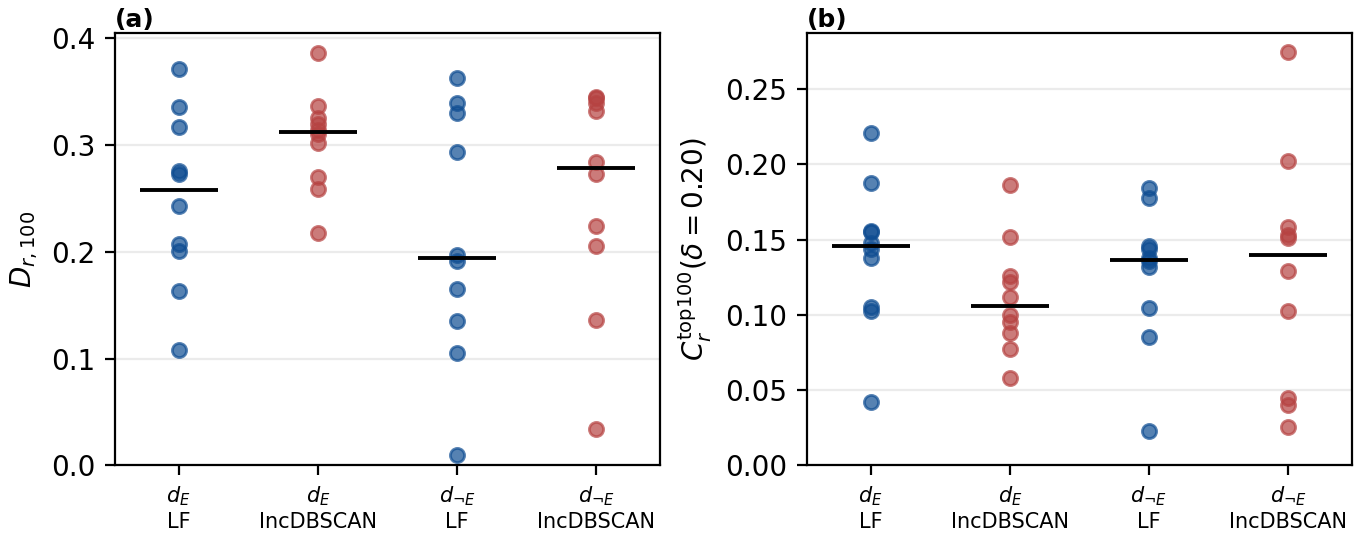 (a)
0.4
0.3
0.2
0.1
0.0
D_{r,100}
d_E
LF
d_E
IncDBSCAN
d_{¬E}
LF
d_{¬E}
IncDBSCAN
(b)
0.25
0.20
0.15
0.10
0.05
0.00
C_r^{top100}(δ = 0.20)
d_E
LF
d_E
IncDBSCAN
d_{¬E}
LF
d_{¬E}
IncDBSCAN